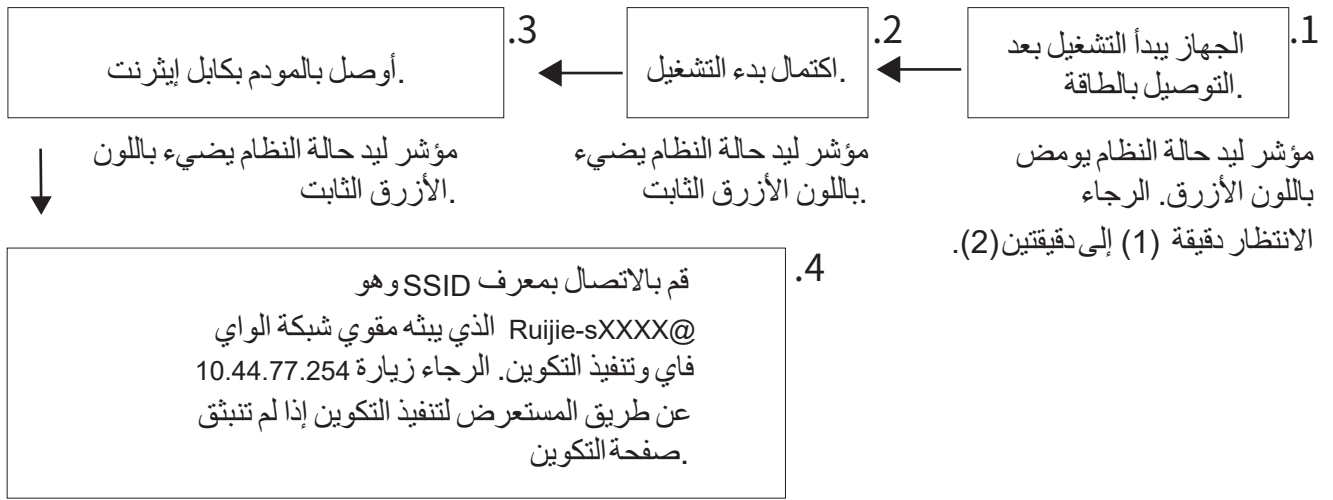 1.
الجهاز يبدأ التشغيل بعد
التوصيل بالطاقة.
مؤشر ليد حالة النظام يومض
باللون الأزرق. الرجاء
الانتظار دقيقة (1) إلى دقيقتين(2).
2.
اكتمال بدء التشغيل.
مؤشر ليد حالة النظام يضيء
باللون الأزرق الثابت.
3.
أوصل بالمودم بكابل إيثرنت.
مؤشر ليد حالة النظام يضيء باللون
الأزرق الثابت.
4.
قم بالاتصال بمعرف SSID وهو
@Ruijie-sXXXX الذي يبثه مقوي شبكة الواي
فاي وتنفيذ التكوين. الرجاء زيارة 10.44.77.254
عن طريق المستعرض لتنفيذ التكوين إذا لم تنبثق
صفحة التكوين.